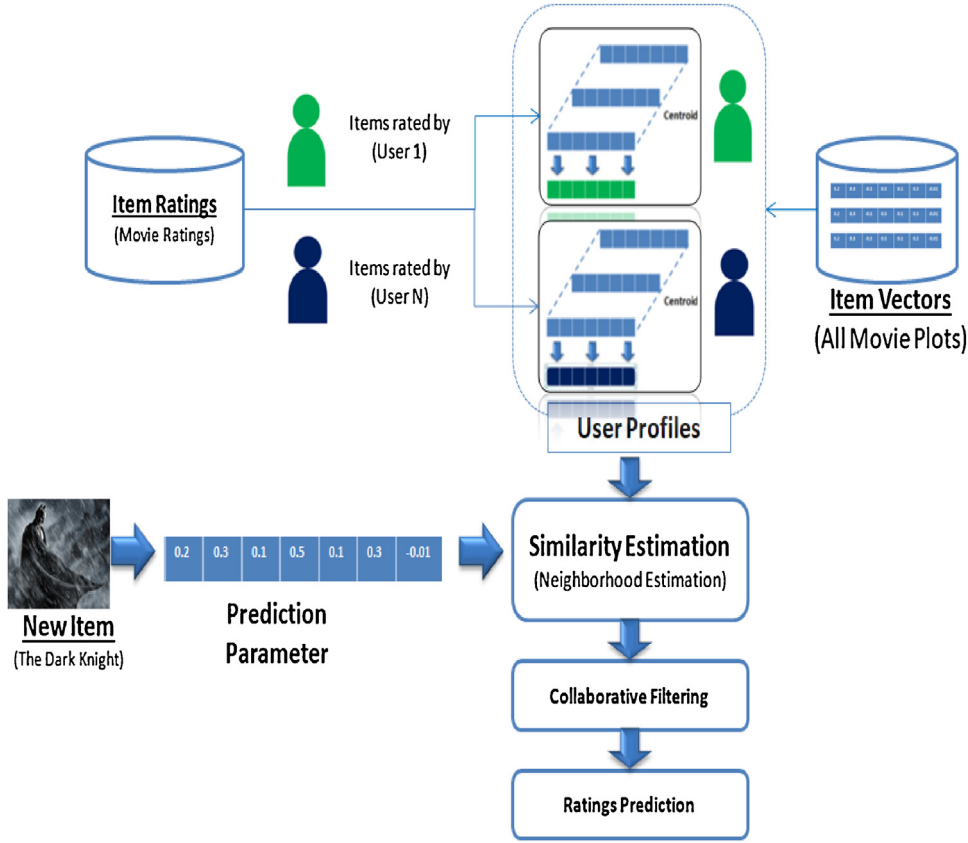 Item Ratings
(Movie Ratings)
Items rated by
(User 1)
Items rated by
(User N)
Centroid
Centroid
Item Vectors
(All Movie Plots)
User Profiles
New Item
(The Dark Knight)
0.2 0.3 0.1 0.5 0.1 0.3 -0.01
Prediction
Parameter
Similarity Estimation
(Neighborhood Estimation)
Collaborative Filtering
Ratings Prediction